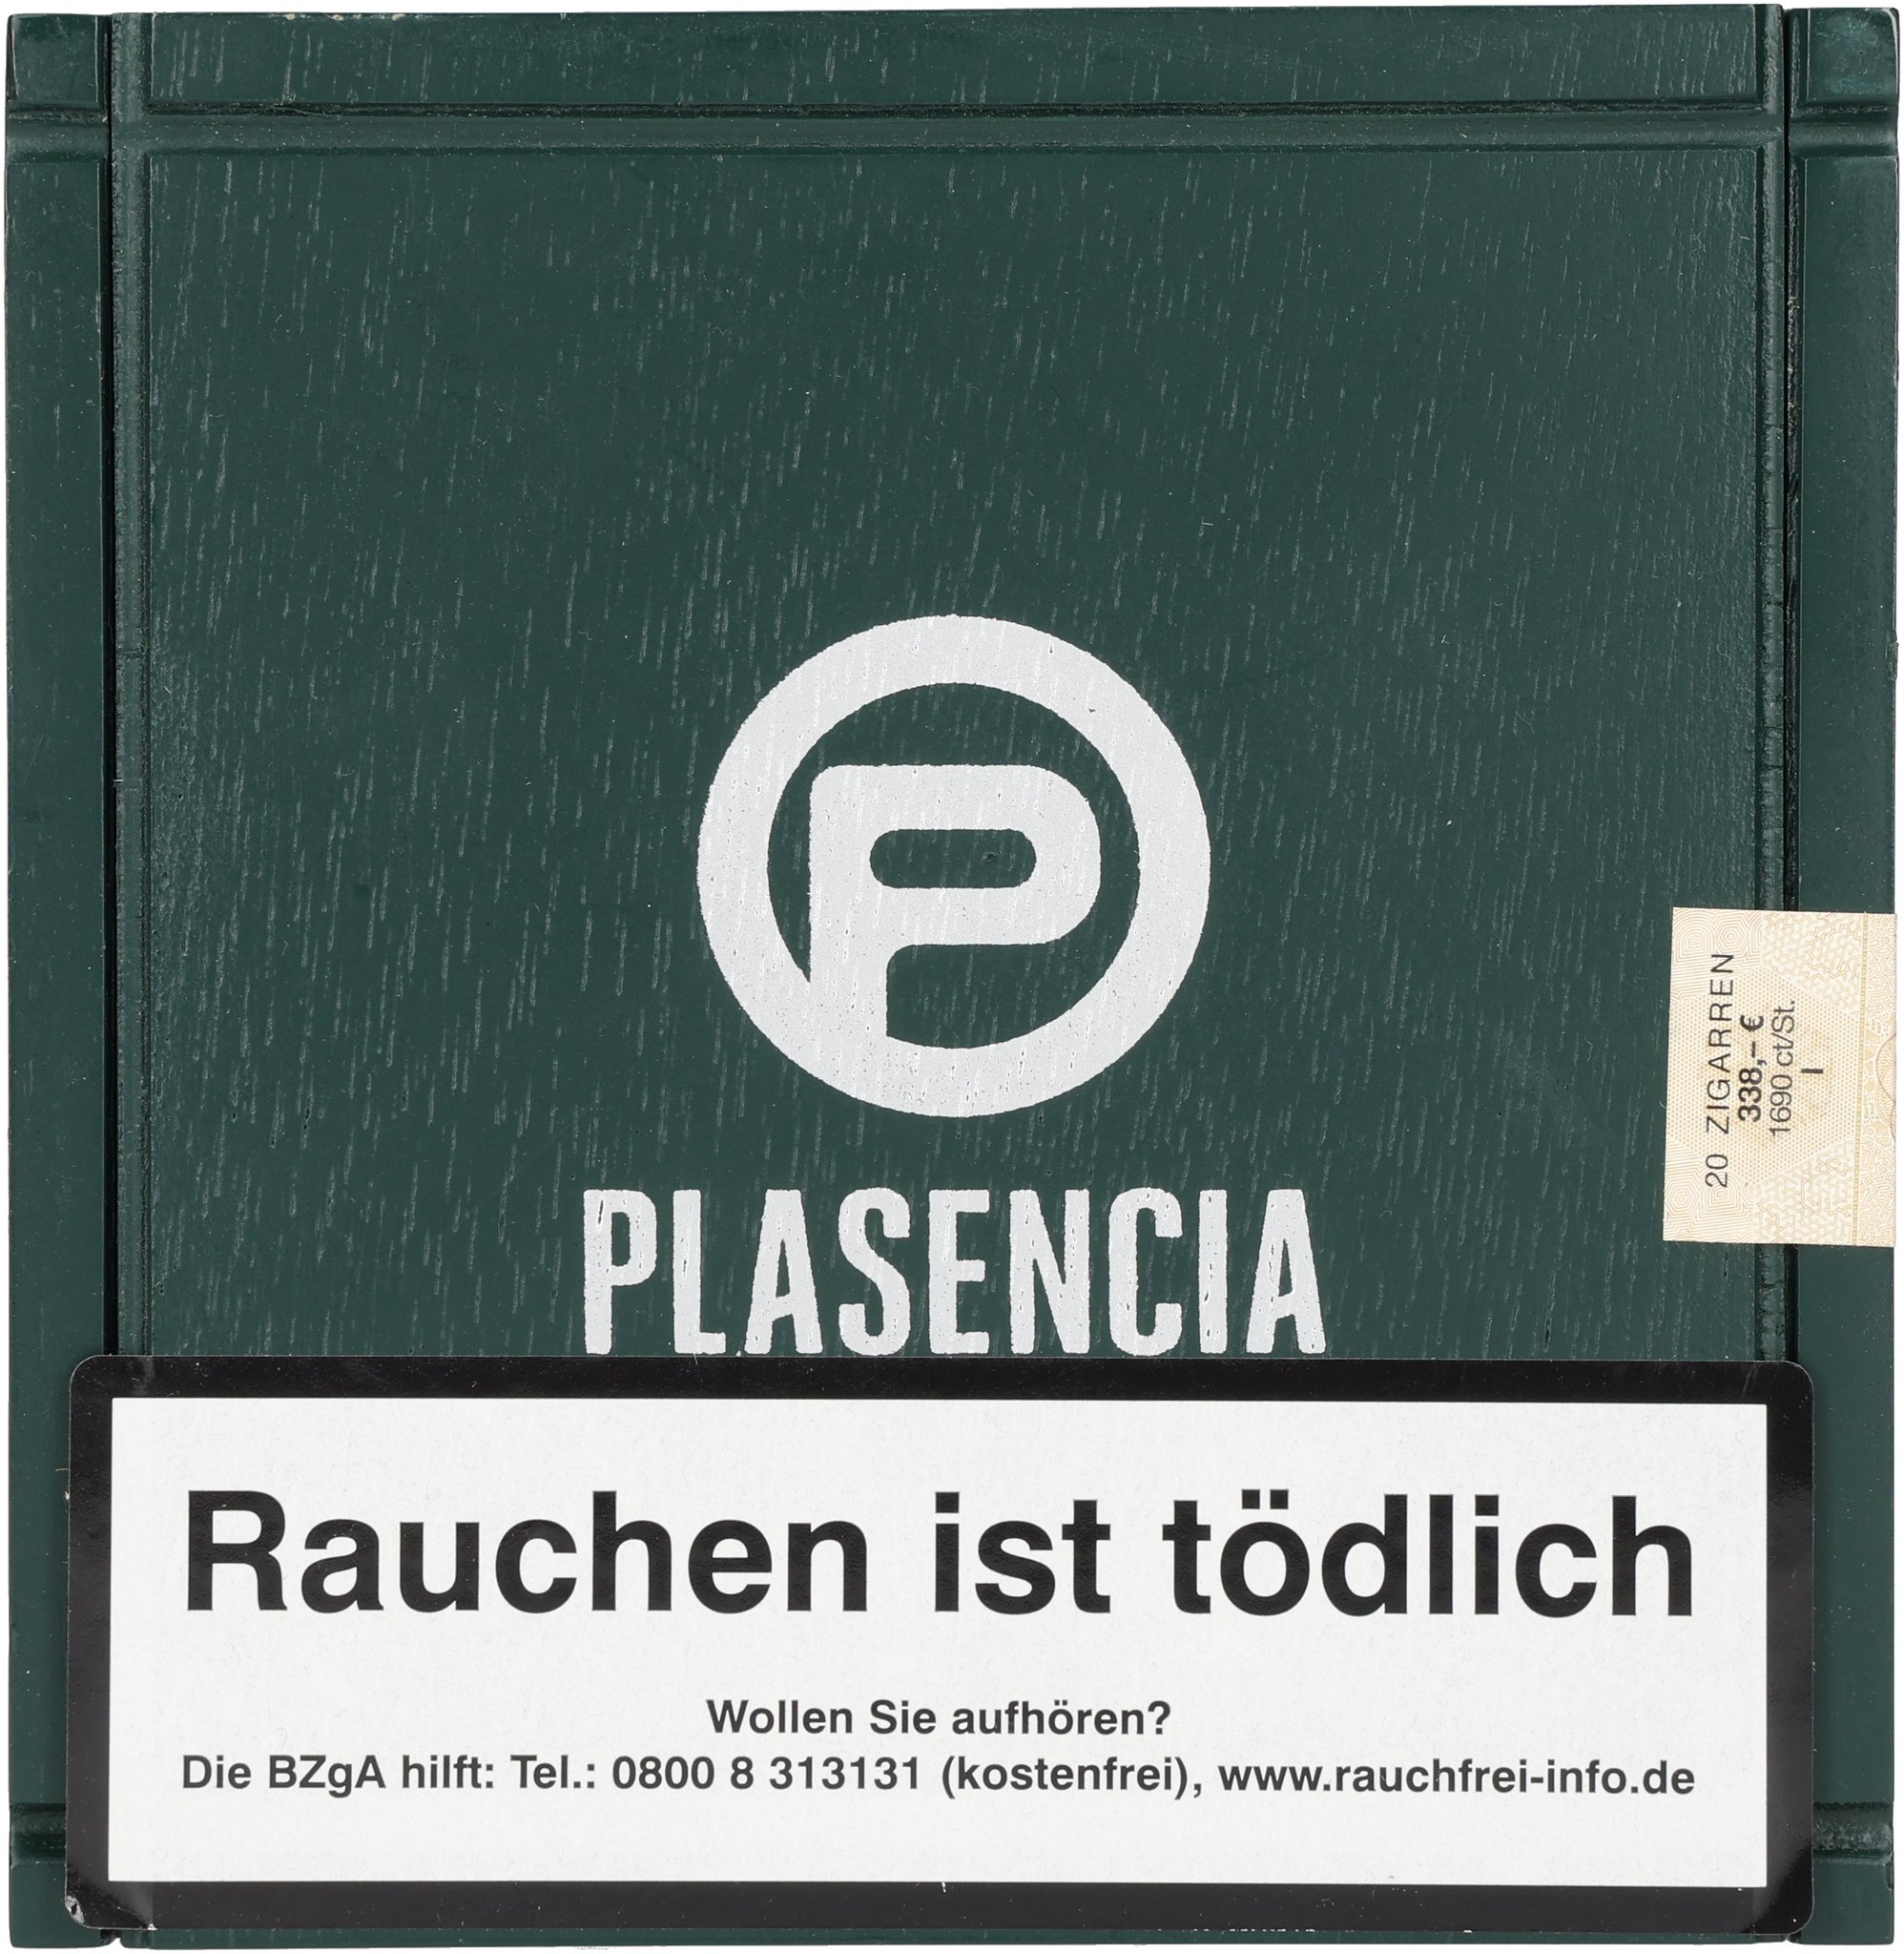 P
PLASENCIA
20 ZIGARREN
338,– €
1690 ct/St.
I
Rauchen ist tödlich
Wollen Sie aufhören?
Die BZgA hilft: Tel.: 0800 8 313131 (kostenfrei), www.rauchfrei-info.de